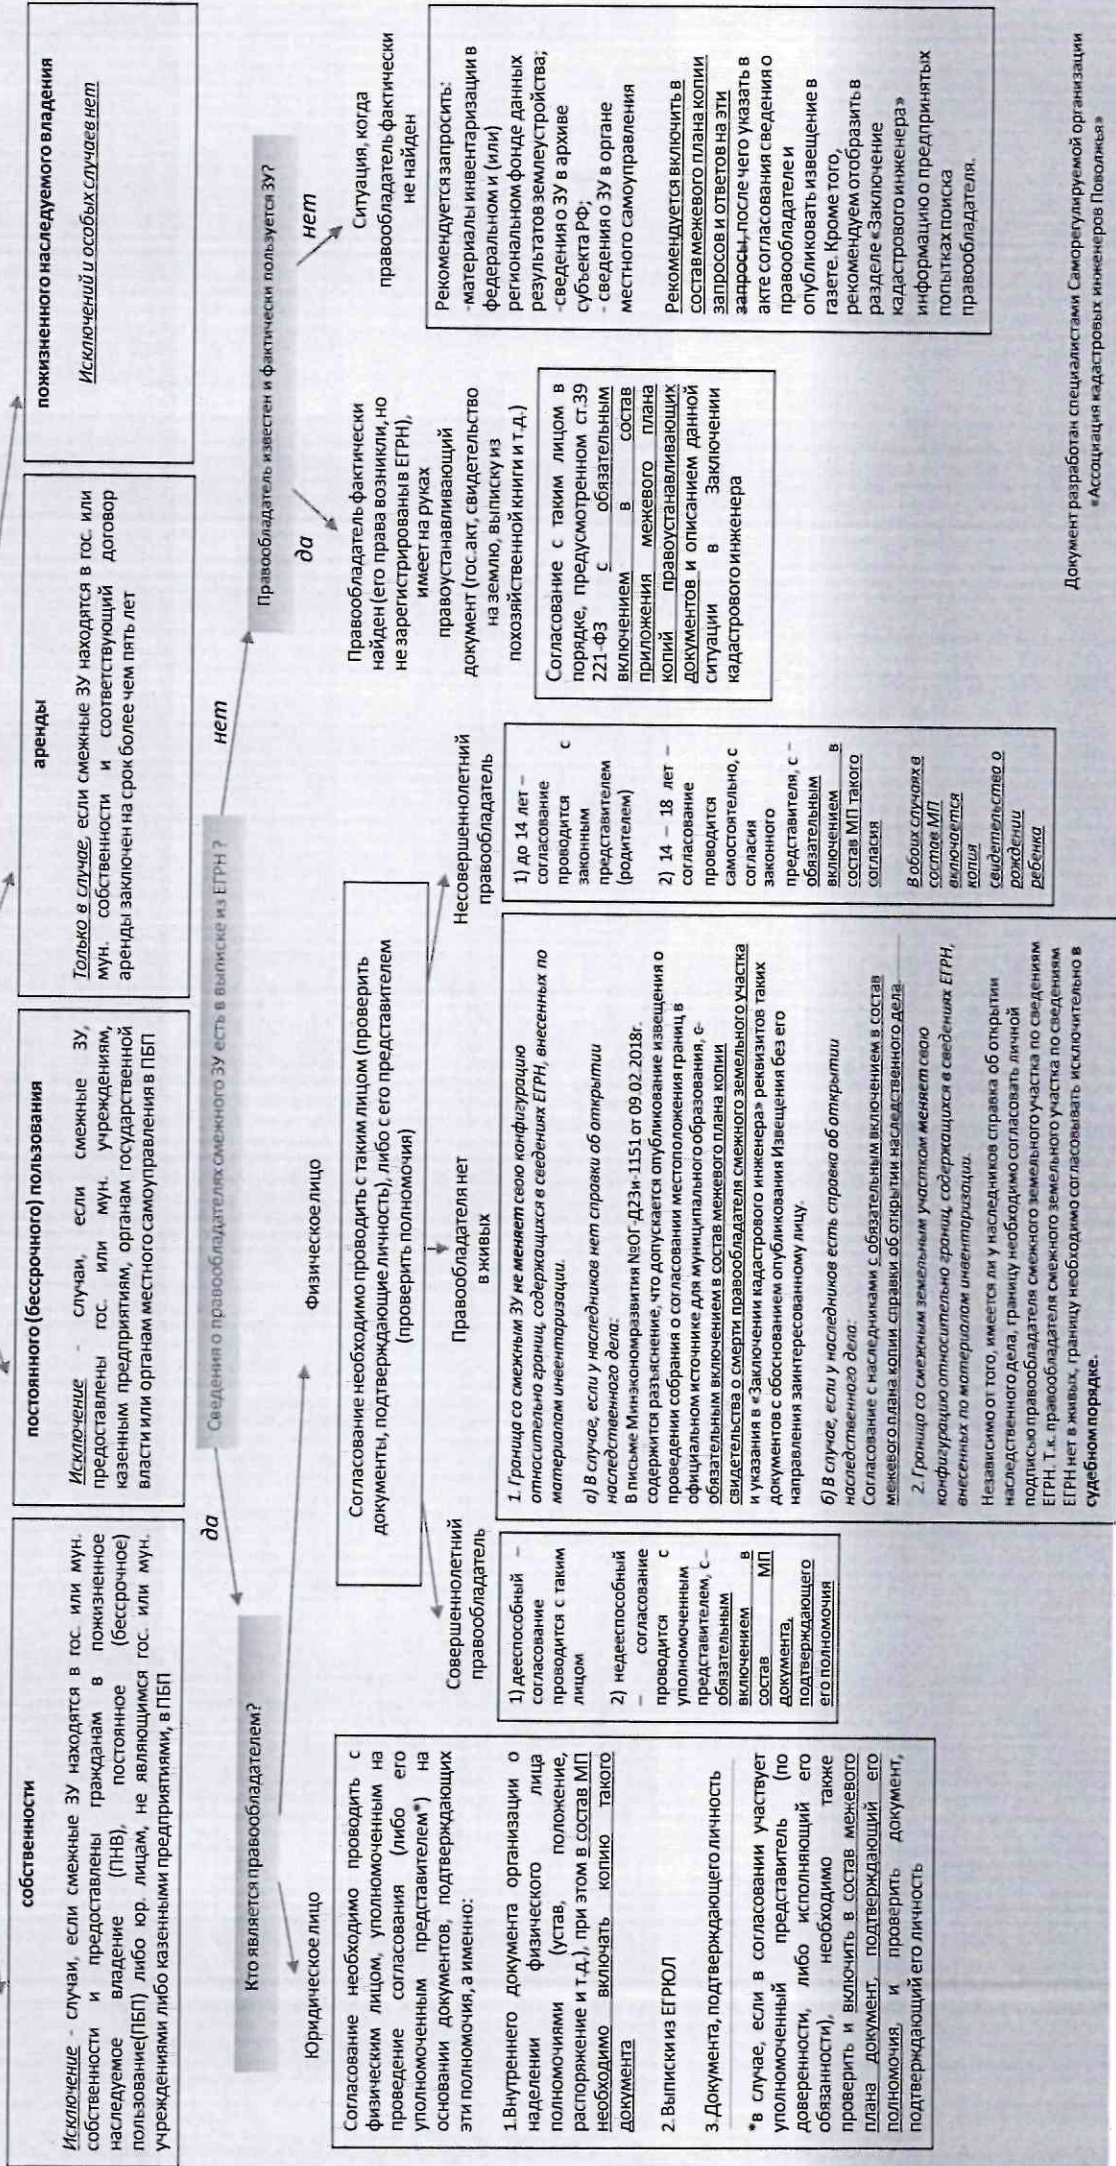 собственности
Исключение - случаи, если смежные ЗУ находятся в гос. или мун.
собственности и предоставлены гражданам в пожизненное
наследуемое владение (ПНВ), постоянное (бессрочное)
пользование(ПБП) либо юр. лицам, не являющимся гос. или мун.
учреждениями либо казенными предприятиями, в ПБП
постоянного (бессрочного) пользования
Исключение - случаи, если смежные ЗУ,
предоставлены гос. или мун. учреждениям,
казенным предприятиям, органам государственной
власти или органам местного самоуправления в ПБП
аренды
Только в случае, если смежные ЗУ находятся в гос. или
мун. собственности и соответствующий договор
аренды заключен на срок более чем пять лет
пожизненного наследуемого владения
Исключений и особых случаев нет
Сведения о правообладателях смежного ЗУ есть в выписке из ЕГРН ?
да
нет
Кто является правообладателем?
Правообладатель известен и фактически пользуется ЗУ?
да
нет
Юридическое лицо
Физическое лицо
Согласование необходимо проводить с
физическим лицом, уполномоченным на
проведение согласования (либо его
уполномоченным представителем*) на
основании документов, подтверждающих
эти полномочия, а именно:
1.Внутреннего документа организации о
наделении физического лица
полномочиями (устав, положение,
распоряжение и т.д.), при этом в состав МП
необходимо включать копию такого
документа
2.Выписки из ЕГРЮЛ
3.Документа, подтверждающего личность
*в случае, если в согласовании участвует
уполномоченный представитель (по
доверенности, либо исполняющий его
обязанности), необходимо также
проверить и включить в состав межевого
плана документ, подтверждающий его
полномочия, и проверить документ,
подтверждающий его личность
Согласование необходимо проводить с таким лицом (проверить
документы, подтверждающие личность), либо с его представителем
(проверить полномочия)
Совершеннолетний
правообладатель
1) дееспособный –
согласование
проводится с таким
лицом
2) недееспособный
– согласование
проводится с
уполномоченным
представителем, с
обязательным
включением в
состав МП
документа,
подтверждающего
его полномочия
Правообладателя нет
в живых
1. Граница со смежным ЗУ не меняет свою конфигурацию
относительно границ, содержащихся в сведениях ЕГРН, внесенных по
материалам инвентаризации.
а) В случае, если у наследников нет справки об открытии
наследственного дела:
В письме Минэкономразвития №ОГ-Д23и-1151 от 09.02.2018г.
содержится разъяснение, что допускается опубликование извещения о
проведении собрания о согласовании местоположения границ в
официальном источнике для муниципального образования, с
обязательным включением в состав межевого плана копии
свидетельства о смерти правообладателя смежного земельного участка
и указания в «Заключении кадастрового инженера» реквизитов таких
документов с обоснованием опубликования Извещения без его
направления заинтересованному лицу.
б) В случае, если у наследников есть справка об открытии
наследственного дела:
Согласование с наследниками с обязательным включением в состав
межевого плана копии справки об открытии наследственного дела.
2. Граница со смежным земельным участком меняет свою
конфигурацию относительно границ, содержащихся в сведениях ЕГРН,
внесенных по материалом инвентаризации.
Независимо от того, имеется ли у наследников справка об открытии
наследственного дела, границу необходимо согласовать личной
подписью правообладателя смежного земельного участка по сведениям
ЕГРН. Т.к. правообладателя смежного земельного участка по сведениям
ЕГРН нет в живых, границу необходимо согласовывать исключительно в
судебном порядке.
Несовершеннолетний
правообладатель
1) до 14 лет –
согласование
проводится с
законным
представителем
(родителем)
2) 14 – 18 лет –
согласование
проводится
самостоятельно, с
согласия
законного
представителя, с
обязательным
включением в
состав МП такого
согласия
В обоих случаях в
состав МП
включается
копия
свидетельства о
рождении
ребенка
Правообладатель фактически
найден (его права возникли, но
не зарегистрированы в ЕГРН),
имеет на руках
правоустанавливающий
документ (гос.акт, свидетельство
на землю, выписку из
похозяйственной книги и т.д.)
Согласование с таким лицом в
порядке, предусмотренном ст.39
221-ФЗ с обязательным
включением в состав
приложения межевого плана
копий правоустанавливающих
документов и описанием данной
ситуации в Заключении
кадастрового инженера
Ситуация, когда
правообладатель фактически
не найден
Рекомендуется запросить:
-материалы инвентаризации в
федеральном и (или)
региональном фонде данных
результатов землеустройства;
-сведения о ЗУ в архиве
субъекта РФ;
- сведения о ЗУ в органе
местного самоуправления
Рекомендуется включить в
состав межевого плана копии
запросов и ответов на эти
запросы, после чего указать в
акте согласования сведения о
правообладателе и
опубликовать извещение в
газете. Кроме того,
рекомендуем отобразить в
разделе «Заключение
кадастрового инженера»
информацию о предпринятых
попытках поиска
правообладателя.
Документ разработан специалистами Саморегулируемой организации
«Ассоциация кадастровых инженеров Поволжья»